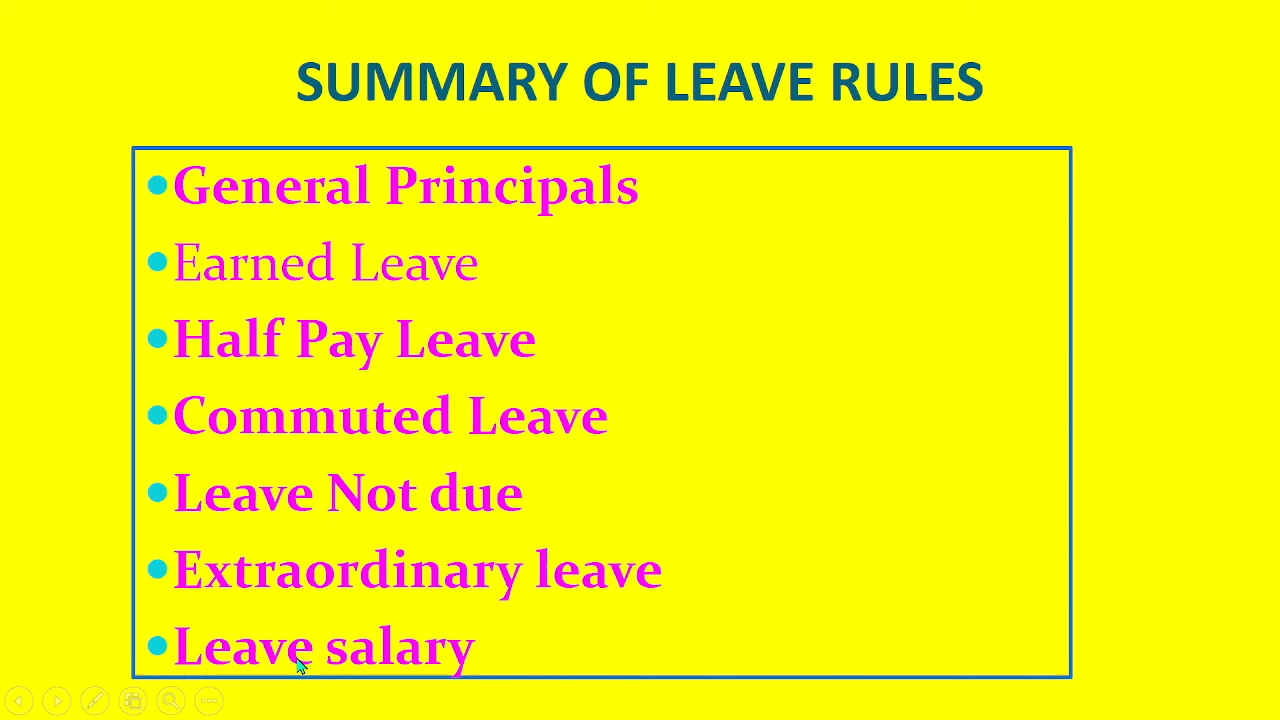 SUMMARY OF LEAVE RULES
•General Principals
•Earned Leave
•Half Pay Leave
•Commuted Leave
•Leave Not due
•Extraordinary leave
•Leave salary